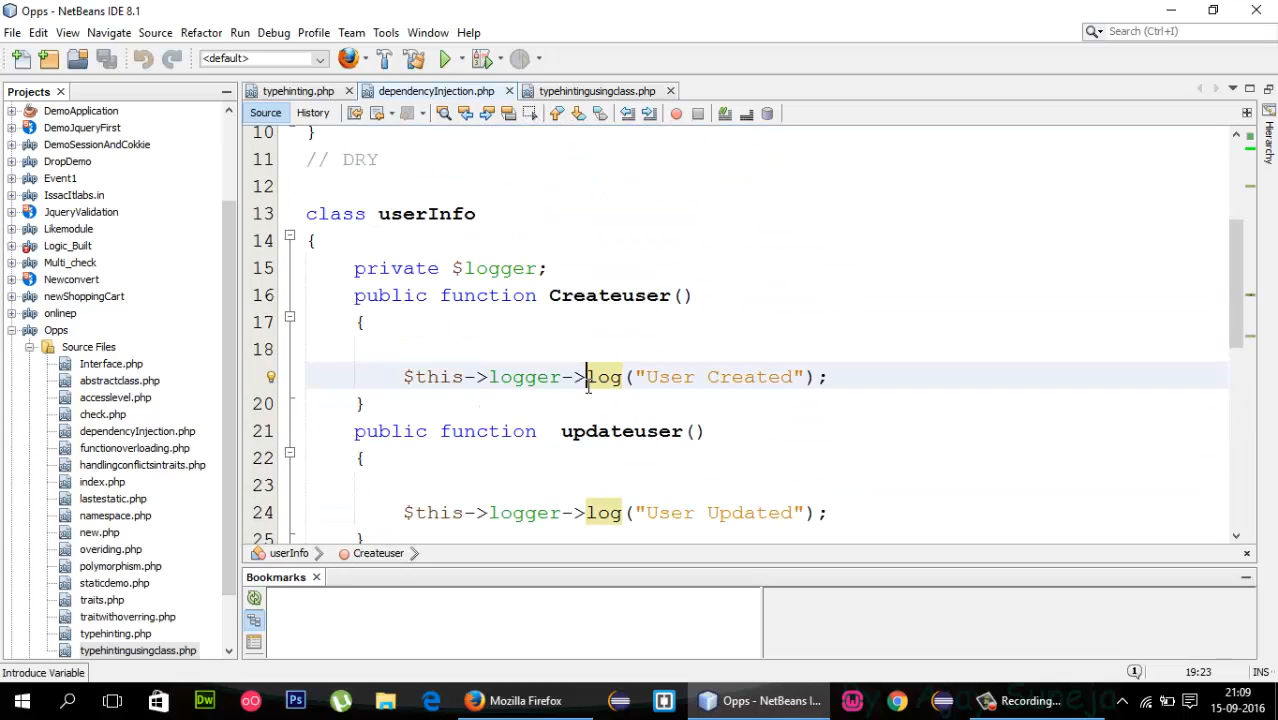 Opps - NetBeans IDE 8.1
File Edit View Navigate Source Refactor Run Debug Profile Team Tools Window Help
Search (Ctrl+I)
<default>
Projects
typehinting.php dependencyInjection.php typehintingusingclass.php
Source History
DemoApplication
DemoJqueryFirst
DemoSessionAndCokkie
DropDemo
Event1
IssacItlabs.in
JqueryValidation
Likemodule
Logic_Built
Multi_check
Newconvert
newShoppingCart
onlinep
Opps
Source Files
Interface.php
abstractclass.php
accesslevel.php
check.php
dependencyInjection.php
functionoverloading.php
handlingconflictsintraits.php
index.php
lastestatic.php
namespace.php
new.php
overiding.php
polymorphism.php
staticdemo.php
traits.php
traitwithoverring.php
typehinting.php
typehintingusingclass.php
10 }
11 // DRY
12
13 class userInfo
14 {
15 private $logger;
16 public function Createuser()
17 {
18
$this->logger->log("User Created");
20 }
21 public function updateuser()
22 {
23
24 $this->logger->log("User Updated");
25 }
Hierarchy
userInfo Createuser
Bookmarks
Introduce Variable
1 19:23 INS
Mozilla Firefox
Opps - NetBeans I...
Recording...
21:09
15-09-2016